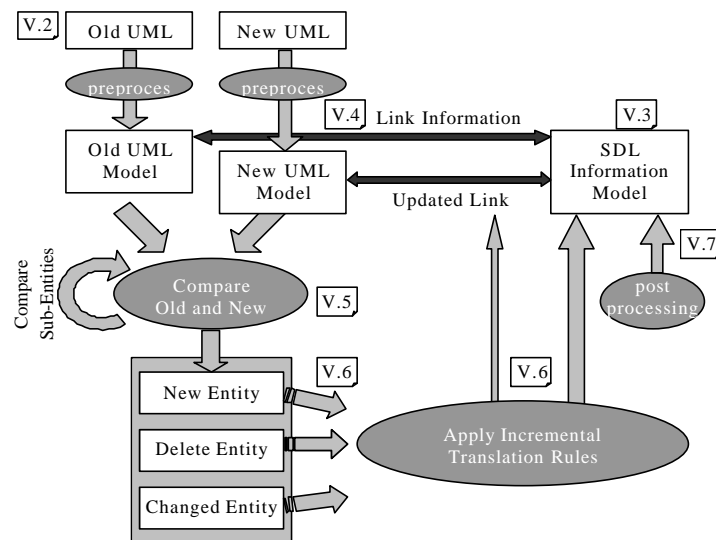 V.2
Old UML
New UML
preproces
preproces
V.4
Link Information
V.3
Old UML
Model
New UML
Model
SDL
Information
Model
Updated Link
V.7
Compare
Sub-Entities
Compare
Old and New
V.5
post
processing
V.6
V.6
New Entity
Delete Entity
Changed Entity
Apply Incremental
Translation Rules